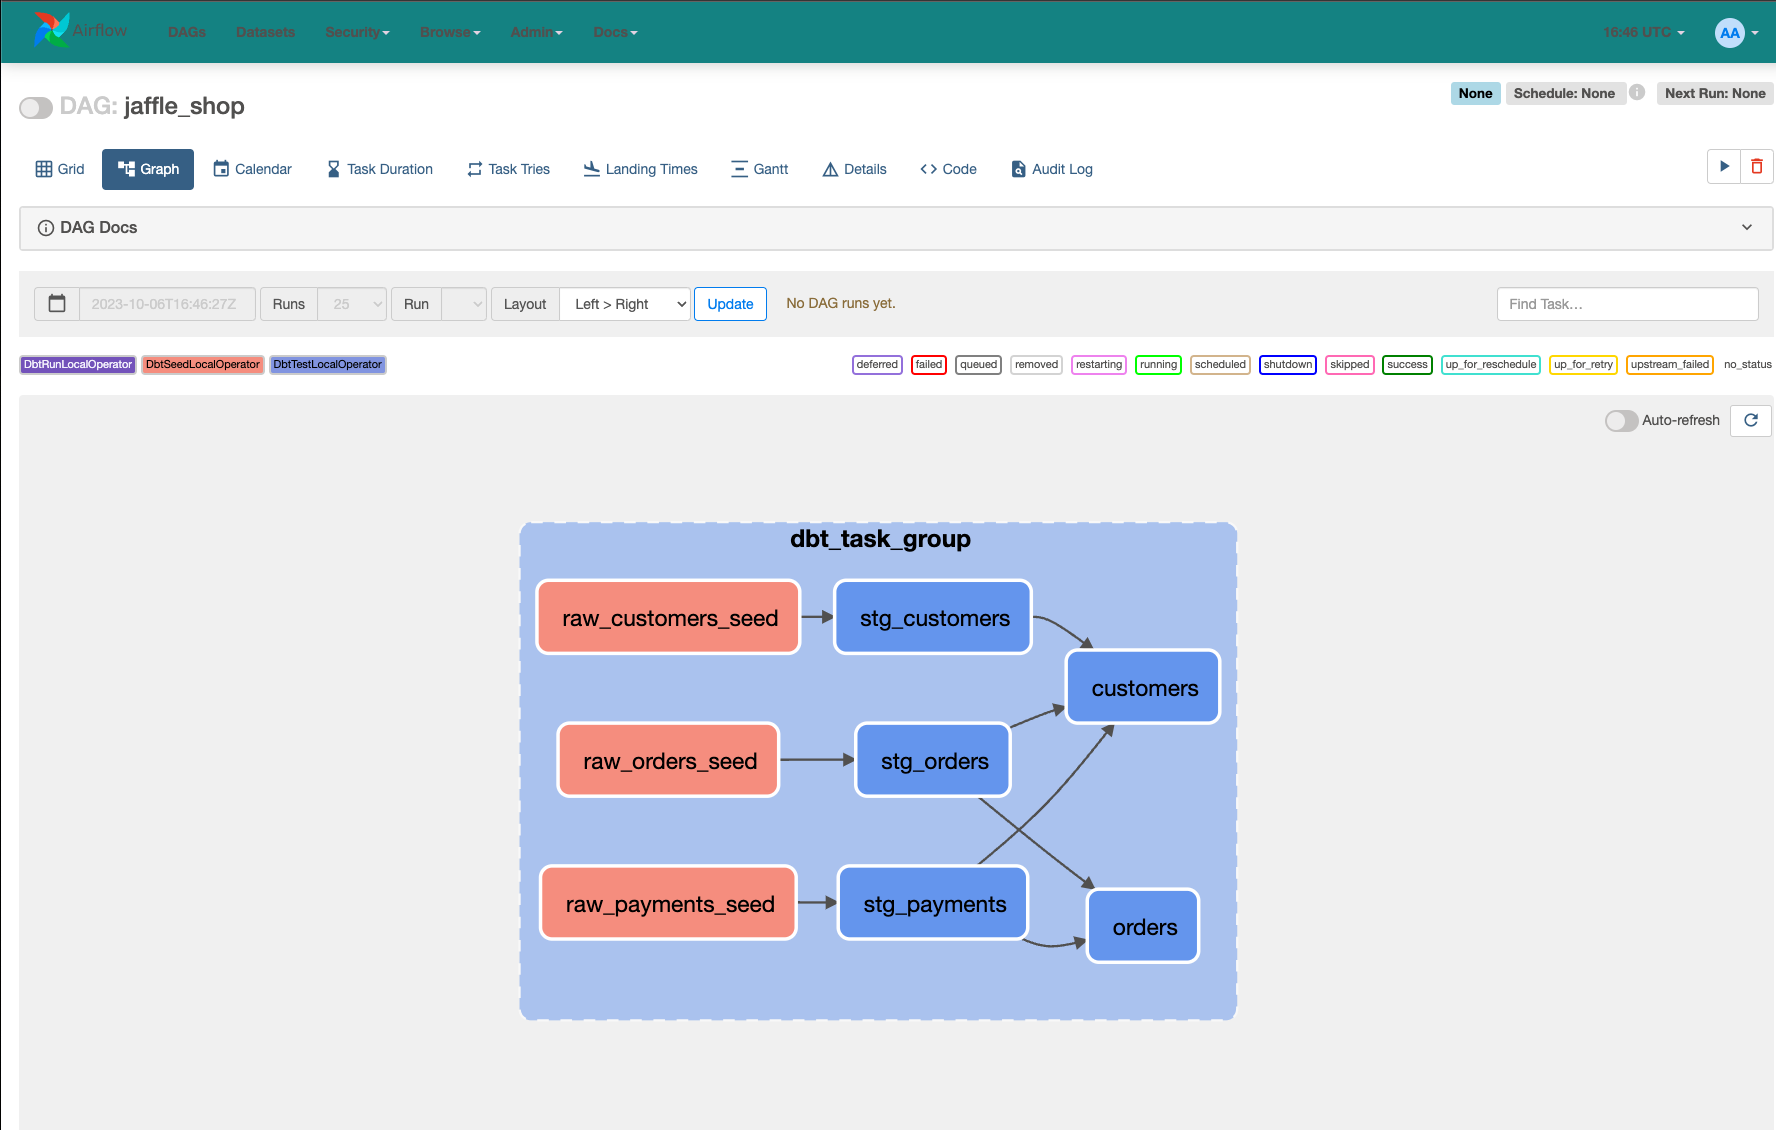 Airflow DAGs Datasets Security Browse Admin Docs 16:46 UTC AA
None Schedule: None Next Run: None
DAG: jaffle_shop
Grid Graph Calendar Task Duration Task Tries Landing Times Gantt Details Code Audit Log
DAG Docs
2023-10-06T16:46:27Z Runs 25 Run Layout Left > Right Update No DAG runs yet. Find Task...
DbtRunLocalOperator DbtSeedLocalOperator DbtTestLocalOperator deferred failed queued removed restarting running scheduled shutdown skipped success up_for_reschedule up_for_retry upstream_failed no_status
Auto-refresh
dbt_task_group
raw_customers_seed stg_customers
customers
raw_orders_seed stg_orders
raw_payments_seed stg_payments
orders